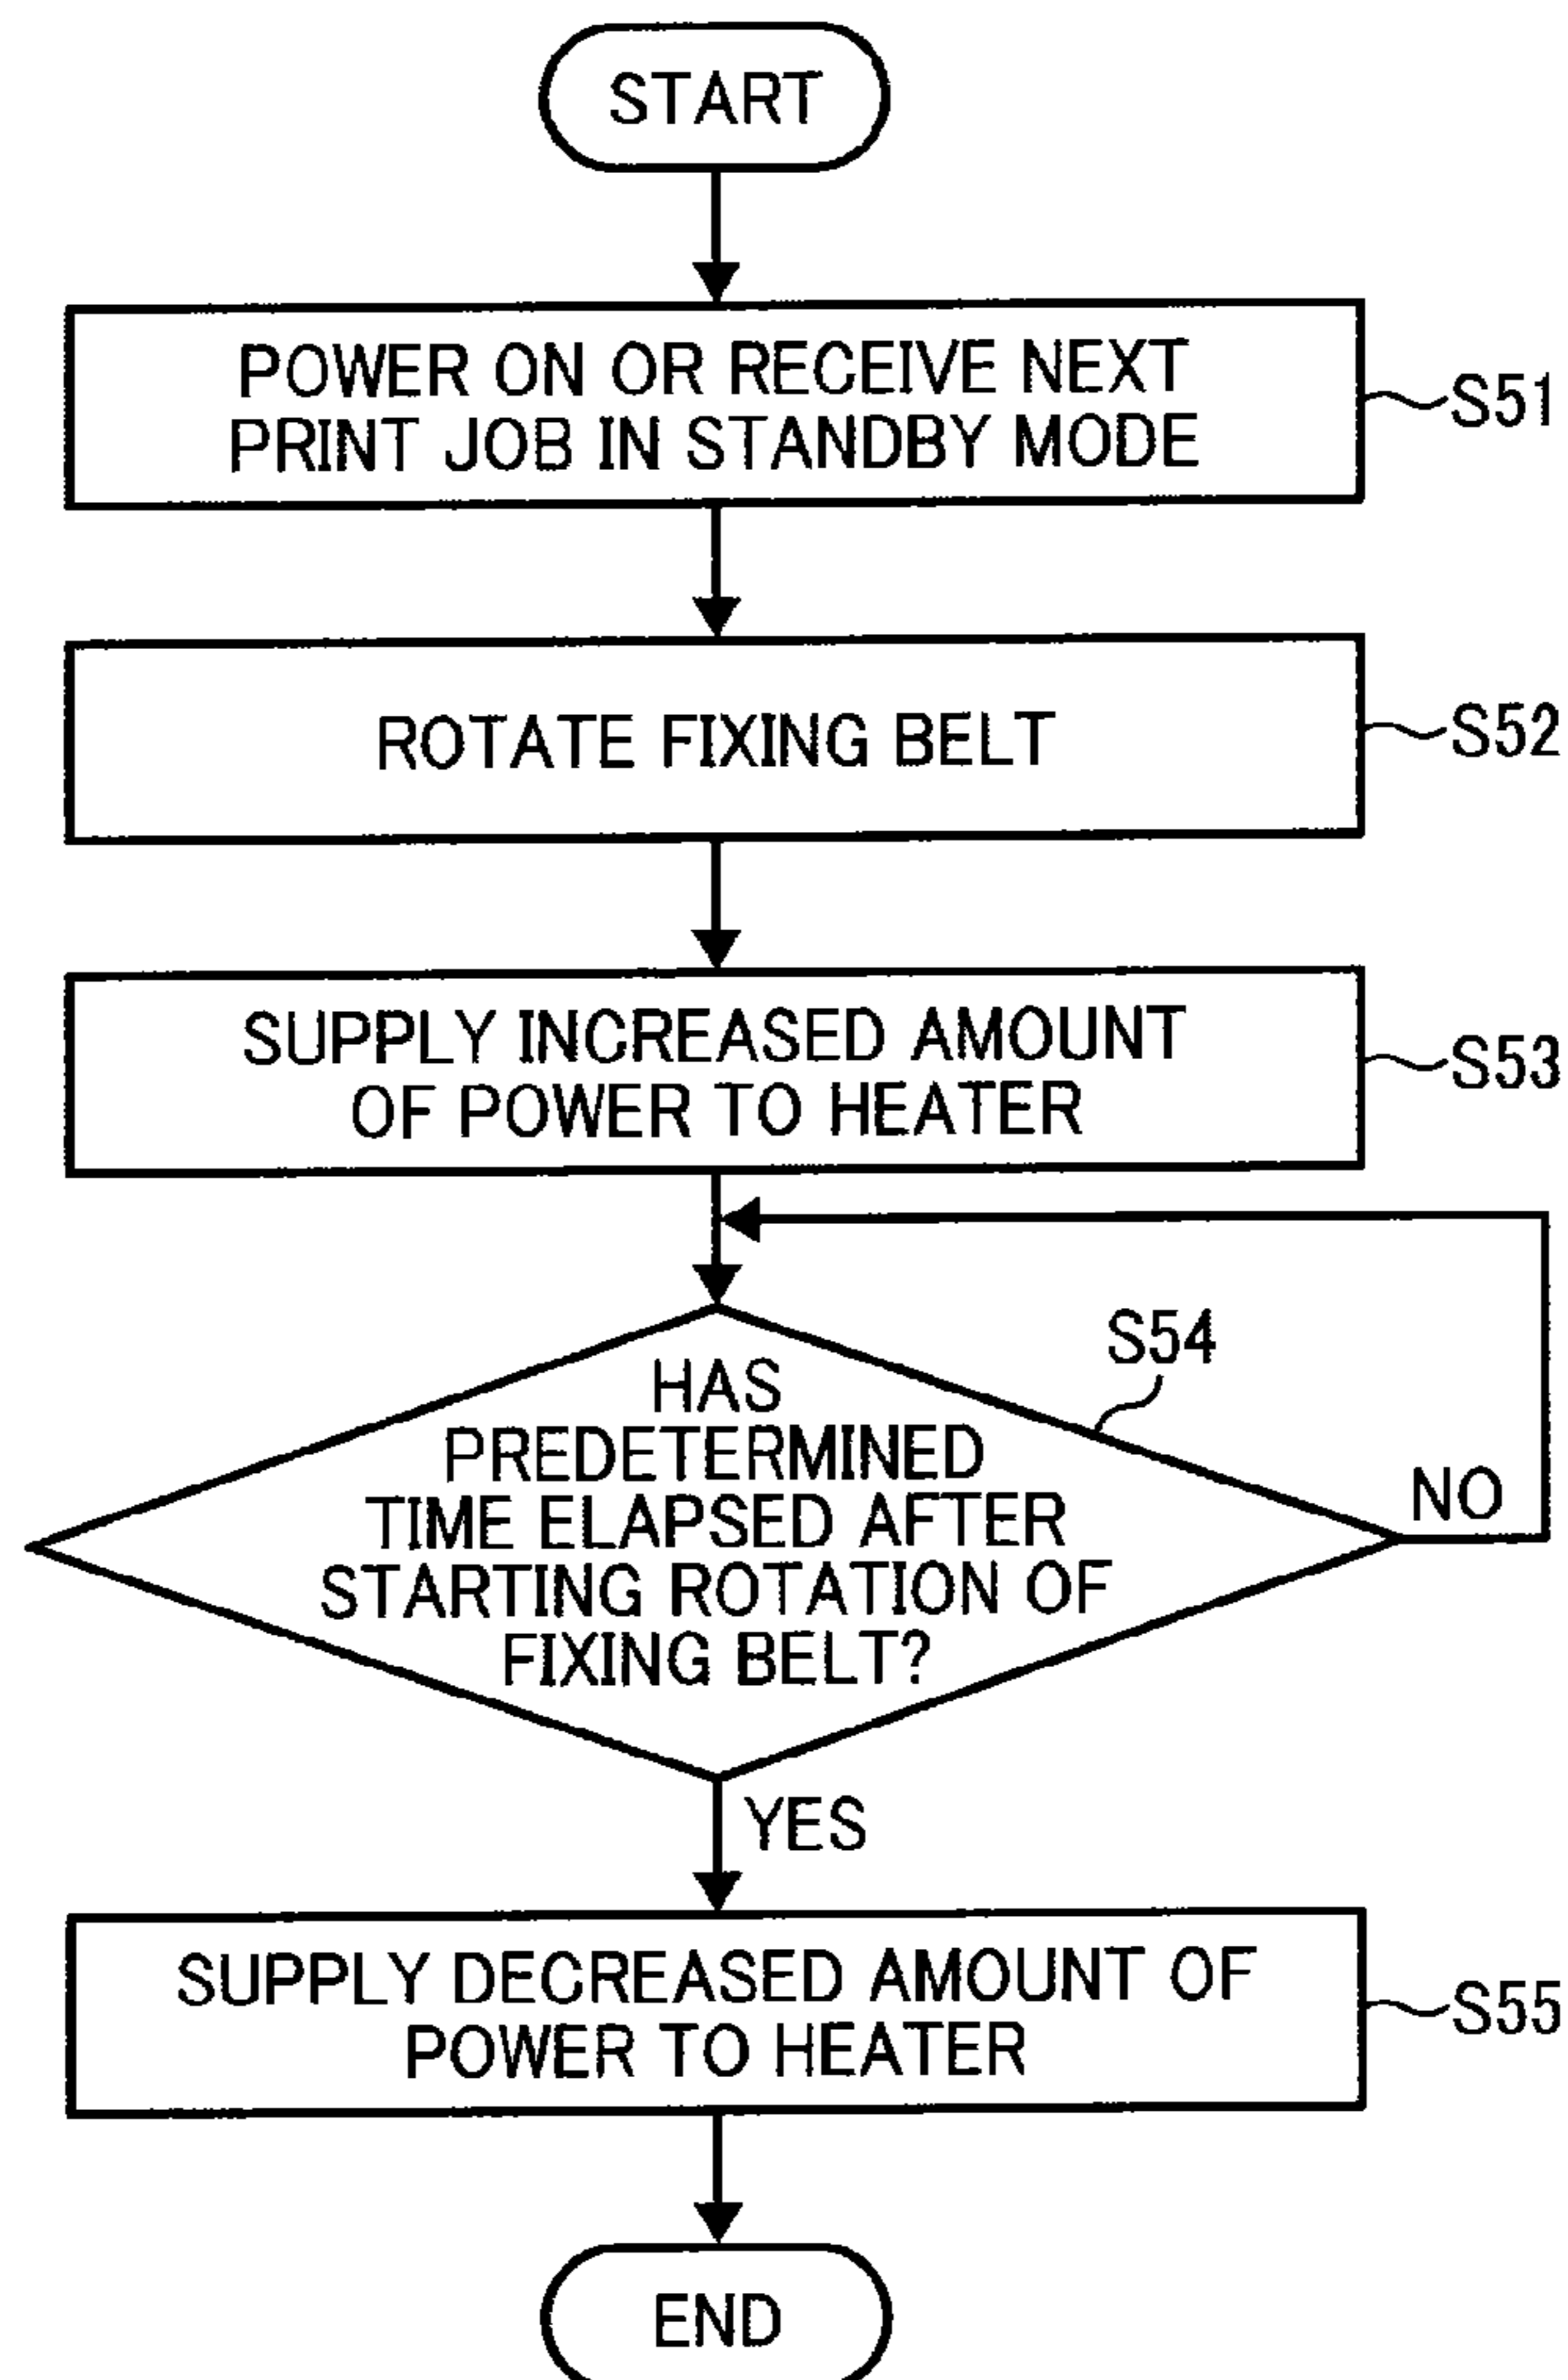 START
POWER ON OR RECEIVE NEXT
PRINT JOB IN STANDBY MODE
S51
ROTATE FIXING BELT
S52
SUPPLY INCREASED AMOUNT
OF POWER TO HEATER
S53
S54
HAS
PREDETERMINED
TIME ELAPSED AFTER
STARTING ROTATION OF
FIXING BELT?
NO
YES
SUPPLY DECREASED AMOUNT OF
POWER TO HEATER
S55
END